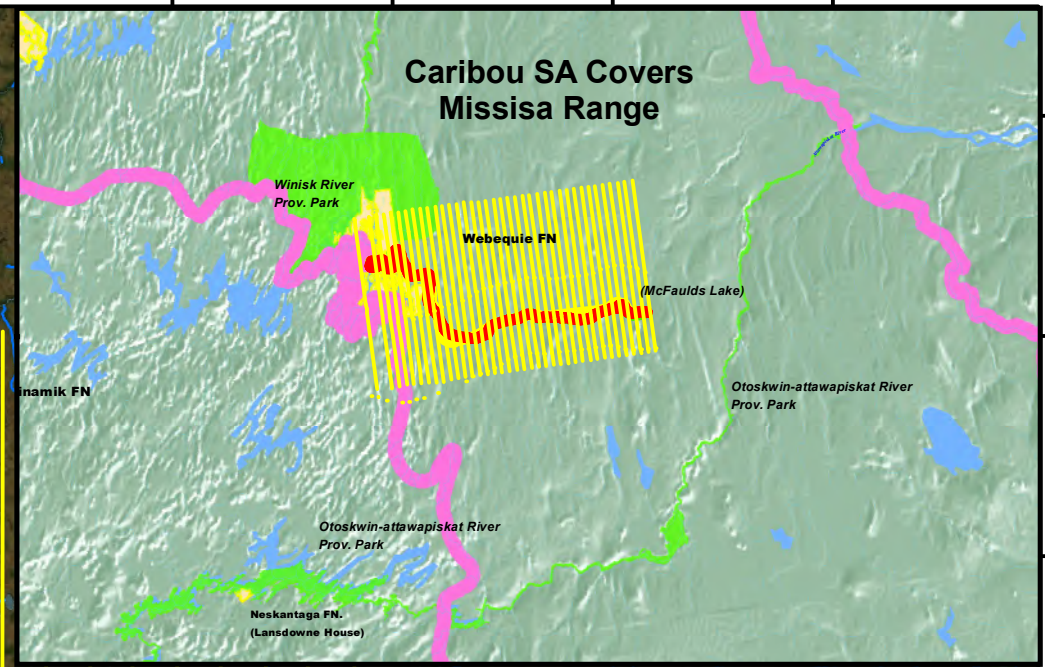 Caribou SA Covers
Missisa Range
Winisk River
Prov. Park
Webequie FN
(McFaulds Lake)
inamik FN
Otoskwin-attawapiskat River
Prov. Park
Otoskwin-attawapiskat River
Prov. Park
Neskantaga FN.
(Lansdowne House)